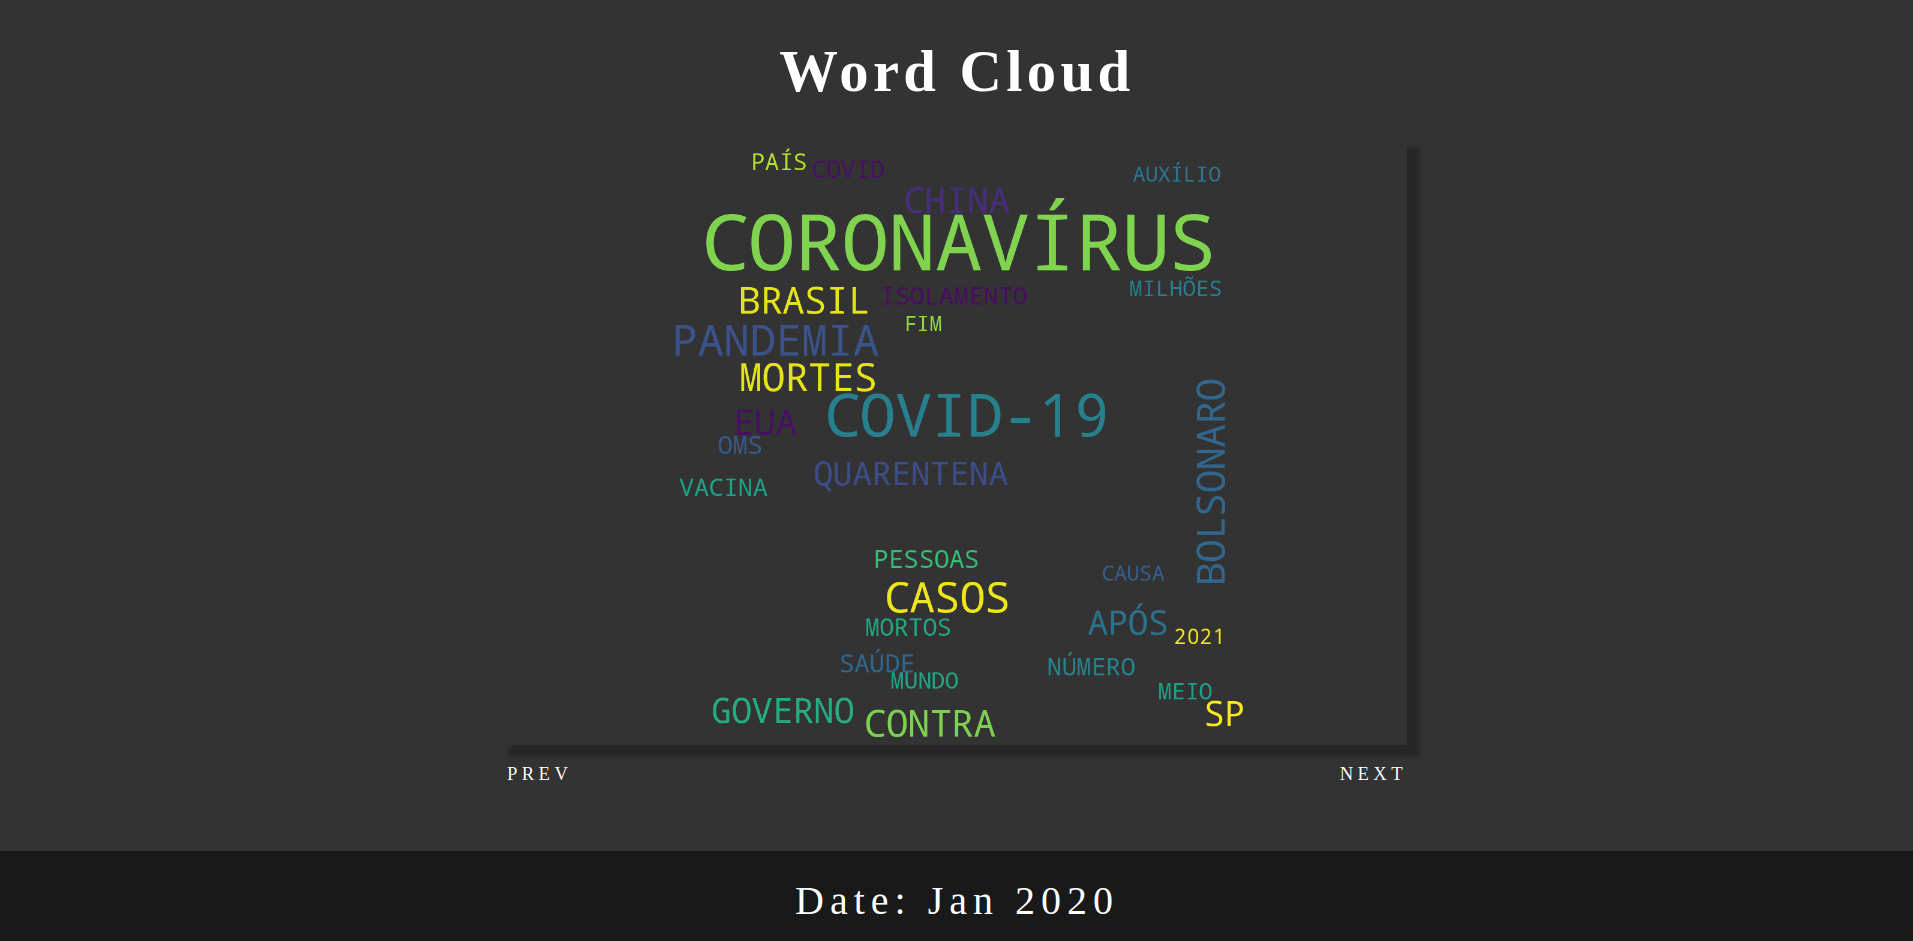 Word Cloud
PAÍS COVID AUXÍLIO
CHINA
CORONAVÍRUS
BRASIL ISOLAMENTO MILHÕES
FIM
PANDEMIA
MORTES
COVID-19
EUA
OMS
BOLSONARO
QUARENTENA
VACINA
PESSOAS
CAUSA
CASOS
APÓS
MORTOS 2021
SAÚDE NÚMERO
MUNDO
MEIO
GOVERNO CONTRA SP
PREV NEXT
Date: Jan 2020